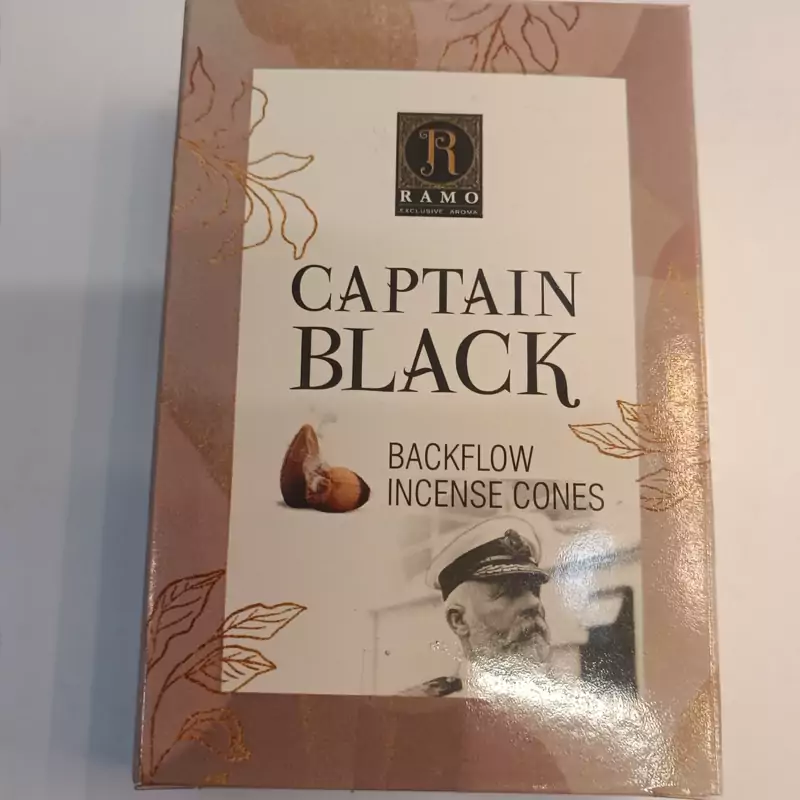 R
RAMO
EXCLUSIVE AROMA
CAPTAIN
BLACK
BACKFLOW
INCENSE CONES